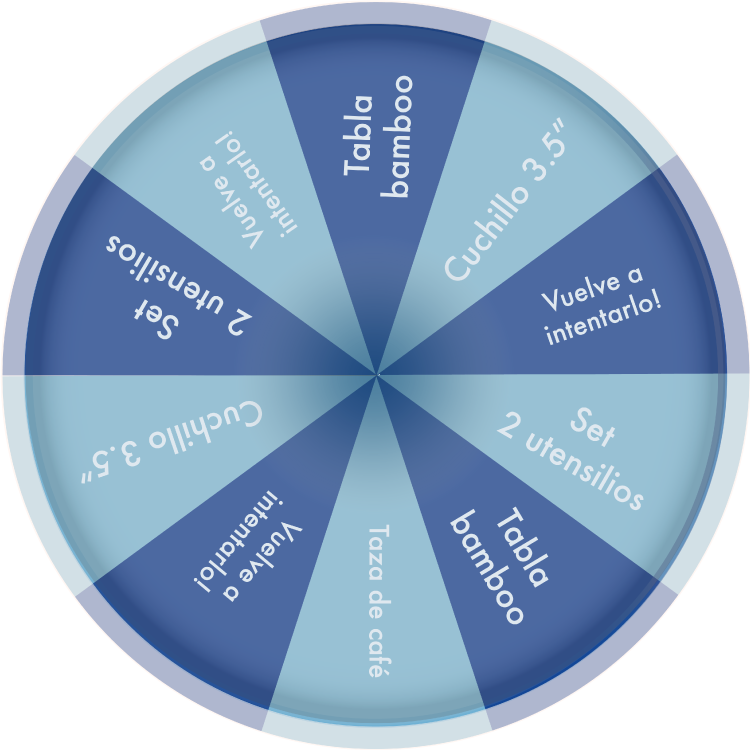 Tabla
bamboo
Cuchillo 3.5”
Vuelve a
intentarlo!
Set
2 utensilios
Tabla
bamboo
Taza de café
Vuelve a
intentarlo!
Cuchillo 3.5”
Set
2 utensilios
Vuelve a
intentarlo!